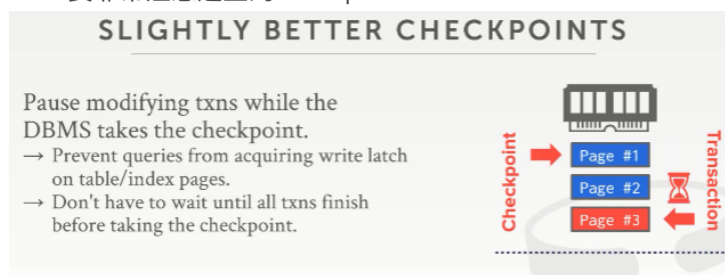 SLIGHTLY BETTER CHECKPOINTS
Pause modifying txns while the
DBMS takes the checkpoint.
→ Prevent queries from acquiring write latch
on table/index pages.
→ Don't have to wait until all txns finish
before taking the checkpoint.
Checkpoint
Page #1
Page #2
Page #3
Transaction